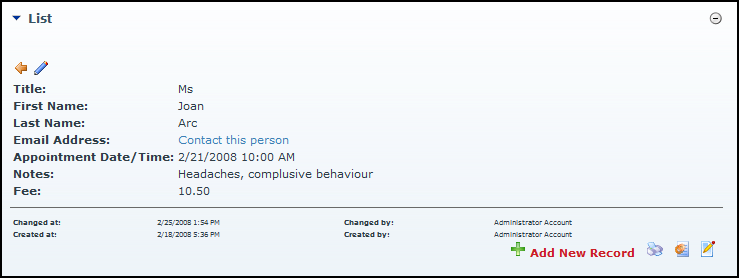 List
Title: Ms
First Name: Joan
Last Name: Arc
Email Address: Contact this person
Appointment Date/Time: 2/21/2008 10:00 AM
Notes: Headaches, complusive behaviour
Fee: 10.50
Changed at: 2/25/2008 1:54 PM Changed by: Administrator Account
Created at: 2/18/2008 5:36 PM Created by: Administrator Account
Add New Record